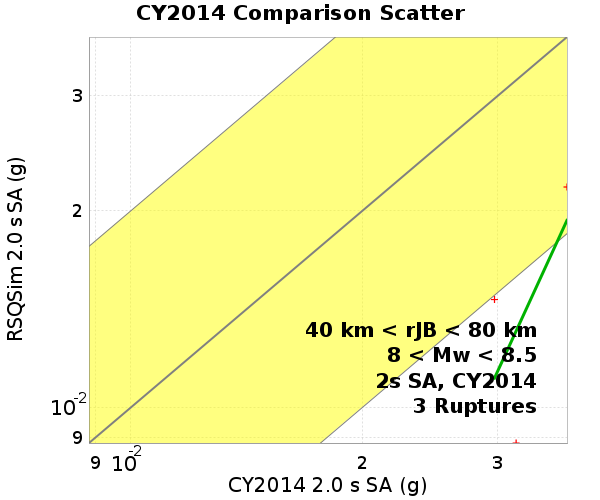 CY2014 Comparison Scatter
RSQSim 2.0 s SA (g)
3
2
10-2
9
40 km < rJB < 80 km
8 < Mw < 8.5
2s SA, CY2014
3 Ruptures
9 10-2 2 3
CY2014 2.0 s SA (g)